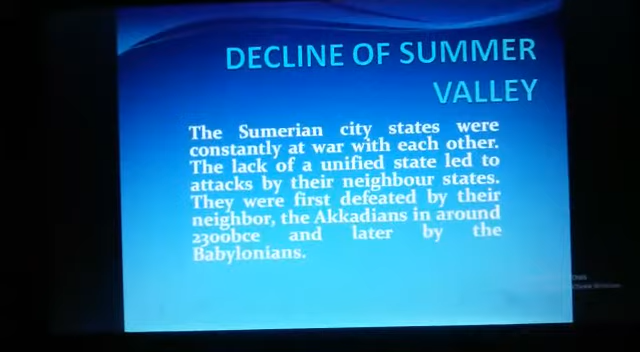 DECLINE OF SUMMER
VALLEY
The Sumerian city states were
constantly at war with each other.
The lack of a unified state led to
attacks by their neighbour states.
They were first defeated by their
neighbor, the Akkadians in around
2300bce and later by the
Babylonians.